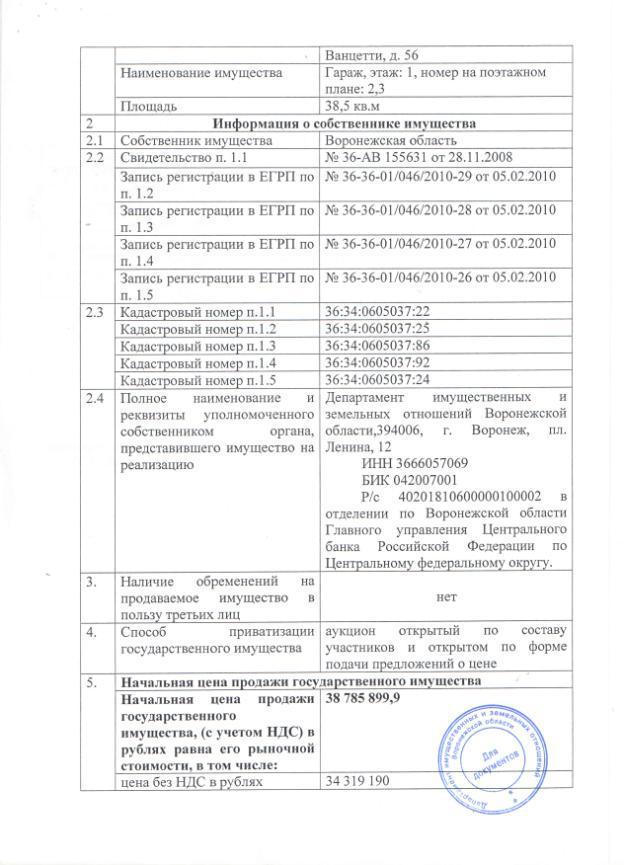 Ванцетти, д. 56
Наименование имущества
Гараж, этаж: 1, номер на поэтажном
плане: 2,3
Площадь
38,5 кв.м
2
Информация о собственнике имущества
2.1
Собственник имущества
Воронежская область
2.2
Свидетельство п. 1.1
№ 36-АВ 155631 от 28.11.2008
Запись регистрации в ЕГРП по
п. 1.2
№ 36-36-01/046/2010-29 от 05.02.2010
Запись регистрации в ЕГРП по
п. 1.3
№ 36-36-01/046/2010-28 от 05.02.2010
Запись регистрации в ЕГРП по
п. 1.4
№ 36-36-01/046/2010-27 от 05.02.2010
Запись регистрации в ЕГРП по
п. 1.5
№ 36-36-01/046/2010-26 от 05.02.2010
2.3
Кадастровый номер п.1.1
36:34:0605037:22
Кадастровый номер п.1.2
36:34:0605037:25
Кадастровый номер п.1.3
36:34:0605037:86
Кадастровый номер п.1.4
36:34:0605037:92
Кадастровый номер п.1.5
36:34:0605037:24
2.4
Полное наименование и
реквизиты уполномоченного
собственником органа,
представившего имущество на
реализацию
Департамент имущественных и
земельных отношений Воронежской
области,394006, г. Воронеж, пл.
Ленина, 12
ИНН 3666057069
БИК 042007001
Р/с 40201810600000100002 в
отделении по Воронежской области
Главного управления Центрального
банка Российской Федерации по
Центральному федеральному округу.
3.
Наличие обременений на
продаваемое имущество в
пользу третьих лиц
нет
4.
Способ приватизации
государственного имущества
аукцион открытый по составу
участников и открытом по форме
подачи предложений о цене
5.
Начальная цена продажи государственного имущества
Начальная цена продажи
государственного
имущества, (с учетом НДС) в
рублях равна его рыночной
стоимости, в том числе:
38 785 899,9
цена без НДС в рублях
34 319 190
Департамент имущественных и земельных отношений
Воронежской области
Для
документов